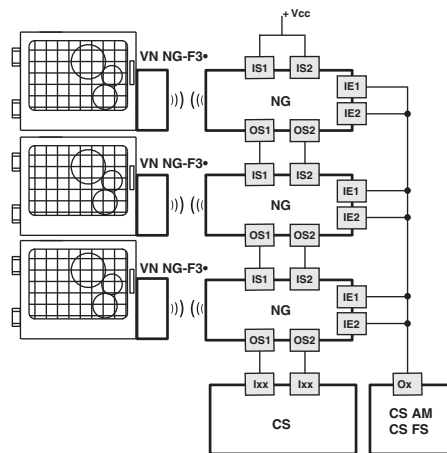 + Vcc
VN NG-F3•
IS1 IS2
IE1
NG
IE2
OS1 OS2
VN NG-F3•
IS1 IS2
IE1
NG
IE2
OS1 OS2
VN NG-F3•
IS1 IS2
IE1
NG
IE2
OS1 OS2
Ixx Ixx
Ox
CS
CS AM
CS FS